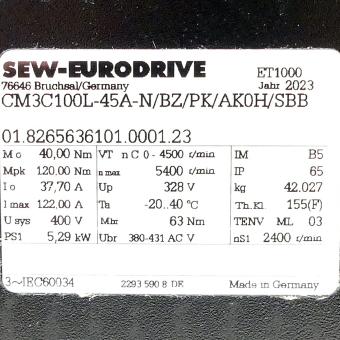 SEW-EURODRIVE ET1000
76646 Bruchsal/Germany Jahr 2023
CM3C100L-45A-N/BZ/PK/AK0H/SBB
01.8265636101.0001.23
Mo 40,00 Nm VT n C 0 - 4500 r/min IM B5
Mpk 120,00 Nm n max 5400 r/min IP 65
Io 37,70 A Up 328 V kg 42.027
I max 122,00 A Ta -20..40 °C Th.Kl 155(F)
U sys 400 V Mbr 63 Nm TENV ML 03
PS1 5,29 kW Ubr 380-431 AC V nS1 2400 r/min
3~IEC60034 2293 590 8 DE Made in Germany